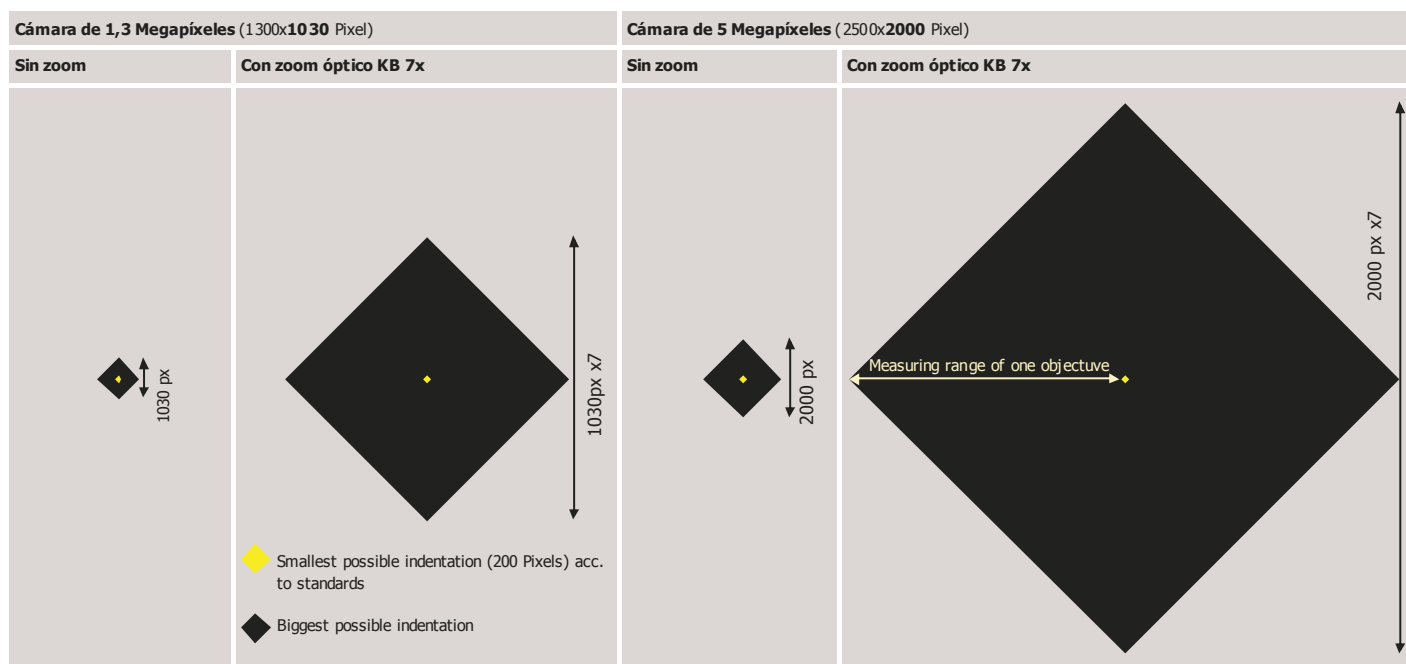 Cámara de 1,3 Megapíxeles (1300x1030 Pixel)
Cámara de 5 Megapíxeles (2500x2000 Pixel)
Sin zoom
Con zoom óptico KB 7x
Sin zoom
Con zoom óptico KB 7x
1030 px
1030px x7
Smallest possible indentation (200 Pixels) acc.
to standards
Biggest possible indentation
2000 px
Measuring range of one objectuve
2000 px x7